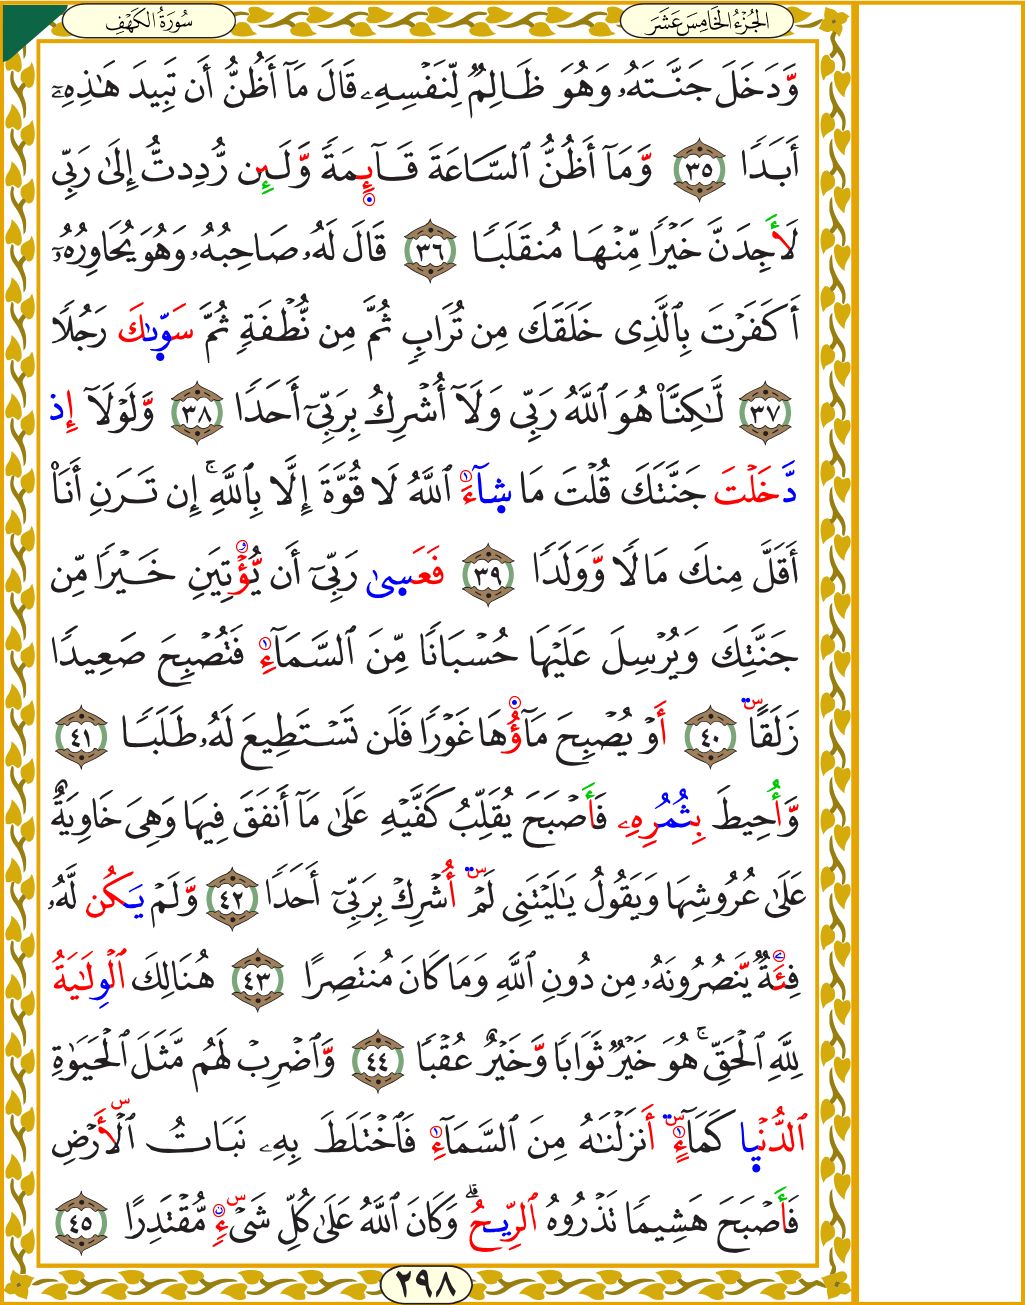 سُورَةُ الكَهۡفِ
الجُزۡءُ الخَامِسَ عَشَرَ
وَّدَخَلَ جَنَّتَهُۥ وَهُوَ ظَالِمٌ لِّنَفۡسِهِۦ قَالَ مَآ أَظُنُّ أَن تَبِيدَ هَٰذِهِۦٓ
أَبَدٗا ٣٥ وَّمَآ أَظُنُّ ٱلسَّاعَةَ قَآئِمَةٗ وَّلَئِن رُّدِدتُّ إِلَىٰ رَبِّي
لَأَجِدَنَّ خَيۡرٗا مِّنۡهَا مُنقَلَبٗا ٣٦ قَالَ لَهُۥ صَاحِبُهُۥ وَهُوَ يُحَاوِرُهُۥٓ
أَكَفَرۡتَ بِٱلَّذِي خَلَقَكَ مِن تُرَابٖ ثُمَّ مِن نُّطۡفَةٖ ثُمَّ سَوّٜىٰكَ رَجُلٗا
٣٧ لَّٰكِنَّا۠ هُوَ ٱللَّهُ رَبِّي وَلَآ أُشۡرِكُ بِرَبِّيٓ أَحَدٗا ٣٨ وَّلَوۡلَآ إِذ
دَّخَلۡتَ جَنَّتَكَ قُلۡتَ مَا شٜآءَ ٱللَّهُ لَا قُوَّةَ إِلَّا بِٱللَّهِۚ إِن تَرَنِ أَنَا۠
أَقَلَّ مِنكَ مَالٗا وَّوَلَدٗا ٣٩ فَعَسٜىٰ رَبِّيٓ أَن يُّؤۡتِيَنِ خَيۡرٗا مِّن
جَنَّتِكَ وَيُرۡسِلَ عَلَيۡهَا حُسۡبَانٗا مِّنَ ٱلسَّمَآءِ فَتُصۡبِحَ صَعِيدٗا
زَلَقًا ٤٠ أَوۡ يُصۡبِحَ مَآؤُهَا غَوۡرٗا فَلَن تَسۡتَطِيعَ لَهُۥ طَلَبٗا ٤١
وَّأُحِيطَ بِثُمُرِهِۦ فَأَصۡبَحَ يُقَلِّبُ كَفَّيۡهِ عَلَىٰ مَآ أَنفَقَ فِيهَا وَهِيَ خَاوِيَةٌ
عَلَىٰ عُرُوشِهَا وَيَقُولُ يَٰلَيۡتَنِي لَمۡ أُشۡرِكۡ بِرَبِّيٓ أَحَدٗا ٤٢ وَّلَمۡ يَكُن لَّهُۥ
فِئَةٞ يَّنصُرُونَهُۥ مِن دُونِ ٱللَّهِ وَمَا كَانَ مُنتَصِرًا ٤٣ هُنَالِكَ ٱلۡوِلَٰيَةُ
لِلَّهِ ٱلۡحَقِّۚ هُوَ خَيۡرٞ ثَوَابٗا وَّخَيۡرٌ عُقۡبٗا ٤٤ وَّٱضۡرِبۡ لَهُم مَّثَلَ ٱلۡحَيَوٰةِ
ٱلدُّنۡيٜا كَمَآءٍ أَنزَلۡنَٰهُ مِنَ ٱلسَّمَآءِ فَٱخۡتَلَطَ بِهِۦ نَبَاتُ ٱلۡأَرۡضِ
فَأَصۡبَحَ هَشِيمٗا تَذۡرُوهُ ٱلرِّيحُۗ وَكَانَ ٱللَّهُ عَلَىٰ كُلِّ شَيۡءٖ مُّقۡتَدِرًا ٤٥
٢٩٨